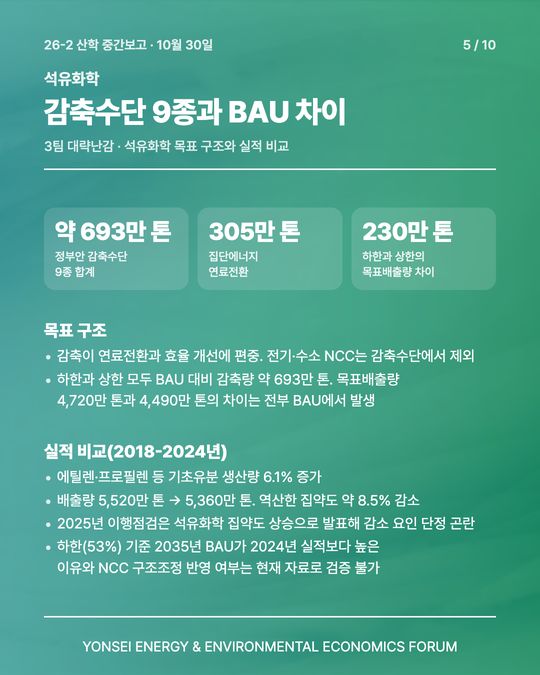 26-2 산학 중간보고 · 10월 30일
5 / 10
석유화학
감축수단 9종과 BAU 차이
3팀 대략난감 · 석유화학 목표 구조와 실적 비교
약 693만 톤
정부안 감축수단
9종 합계
305만 톤
집단에너지
연료전환
230만 톤
하한과 상한의
목표배출량 차이
목표 구조
• 감축이 연료전환과 효율 개선에 편중. 전기·수소 NCC는 감축수단에서 제외
• 하한과 상한 모두 BAU 대비 감축량 약 693만 톤. 목표배출량
4,720만 톤과 4,490만 톤의 차이는 전부 BAU에서 발생
실적 비교(2018-2024년)
• 에틸렌·프로필렌 등 기초유분 생산량 6.1% 증가
• 배출량 5,520만 톤 → 5,360만 톤. 역산한 집약도 약 8.5% 감소
• 2025년 이행점검은 석유화학 집약도 상승으로 발표해 감소 요인 단정 곤란
• 하한(53%) 기준 2035년 BAU가 2024년 실적보다 높은
이유와 NCC 구조조정 반영 여부는 현재 자료로 검증 불가
YONSEI ENERGY & ENVIRONMENTAL ECONOMICS FORUM